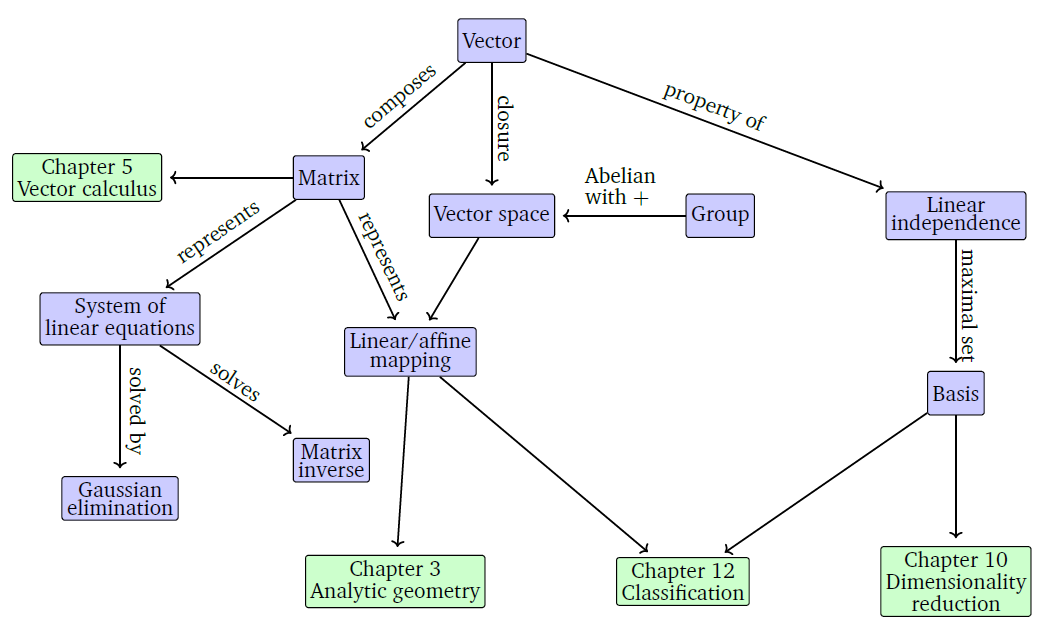 Vector
composes
closure
property of
Chapter 5
Vector calculus
Matrix
Abelian
with +
Vector space
Group
Linear
independence
represents
represents
maximal set
System of
linear equations
Linear/affine
mapping
solved by
solves
Basis
Matrix
inverse
Gaussian
elimination
Chapter 3
Analytic geometry
Chapter 12
Classification
Chapter 10
Dimensionality
reduction